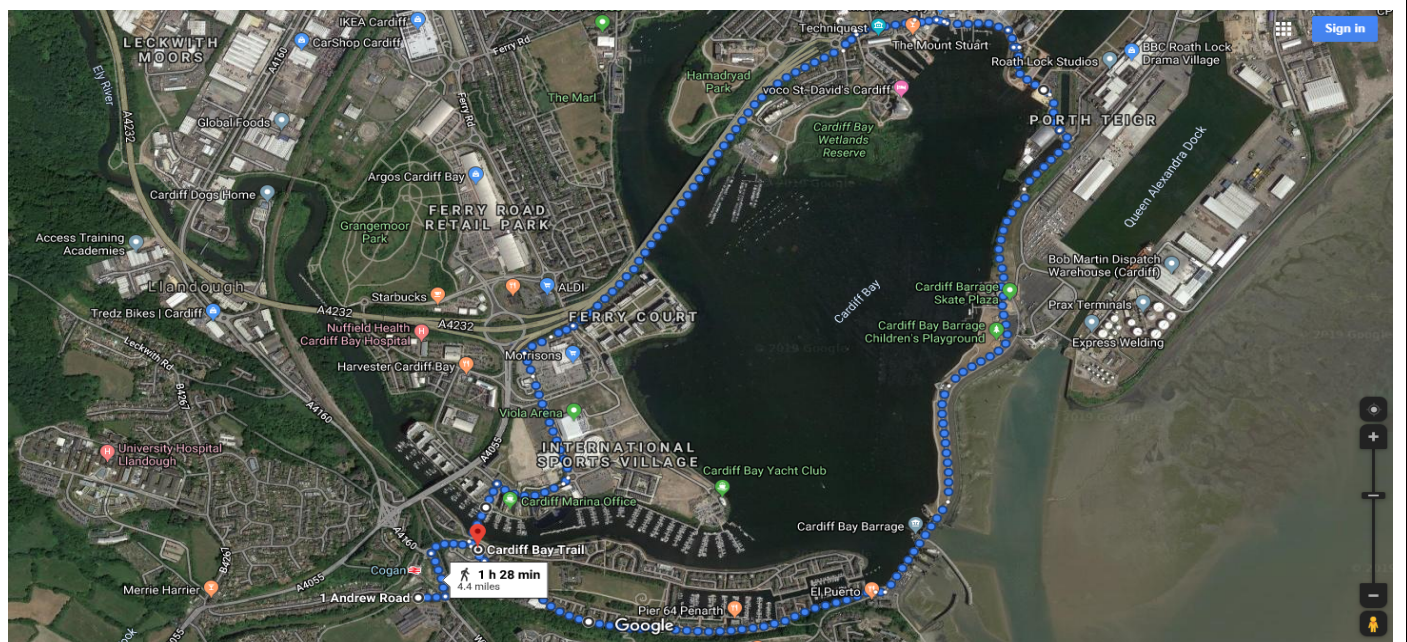 IKEA Cardiff
LECKWITH
MOORS
CarShop Cardiff
A4160
Ferry Rd
Techniquest
The Mount Stuart
Sign in
BBC Roath Lock
Drama Village
Roath Lock Studios
Ely River
A4232
Hamadryad
Park
The Marl
voco St-David's Cardiff
Ferry Rd
Global Foods
PORTH TEIGR
Cardiff Bay
Wetlands
Reserve
Queen Alexandra Dock
Argos Cardiff Bay
Cardiff Dogs Home
FERRY ROAD
RETAIL PARK
Grangemoor
Park
Access Training
Academies
Bob Martin Dispatch
Warehouse (Cardiff)
Llandough
Starbucks
ALDI
Cardiff Bay
Cardiff Barrage
Skate Plaza
Prax Terminals
Tredz Bikes | Cardiff
A4232
A4232
FERRY COURT
Nuffield Health
Cardiff Bay Hospital
Cardiff Bay Barrage
Children's Playground
Express Welding
Leckwith Rd
Morrisons
© 2019 Google
Harvester Cardiff Bay
B4267
A4160
Viola Arena
A4055
University Hospital
Llandough
INTERNATIONAL
SPORTS VILLAGE
Cardiff Bay Yacht Club
Cardiff Marina Office
Cardiff Bay Barrage
A4160
Cardiff Bay Trail
B4267
Cogan
1 h 28 min
4.4 miles
A4055
Merrie Harrier
1 Andrew Road
El Puerto
Pier 64 Penarth
Google